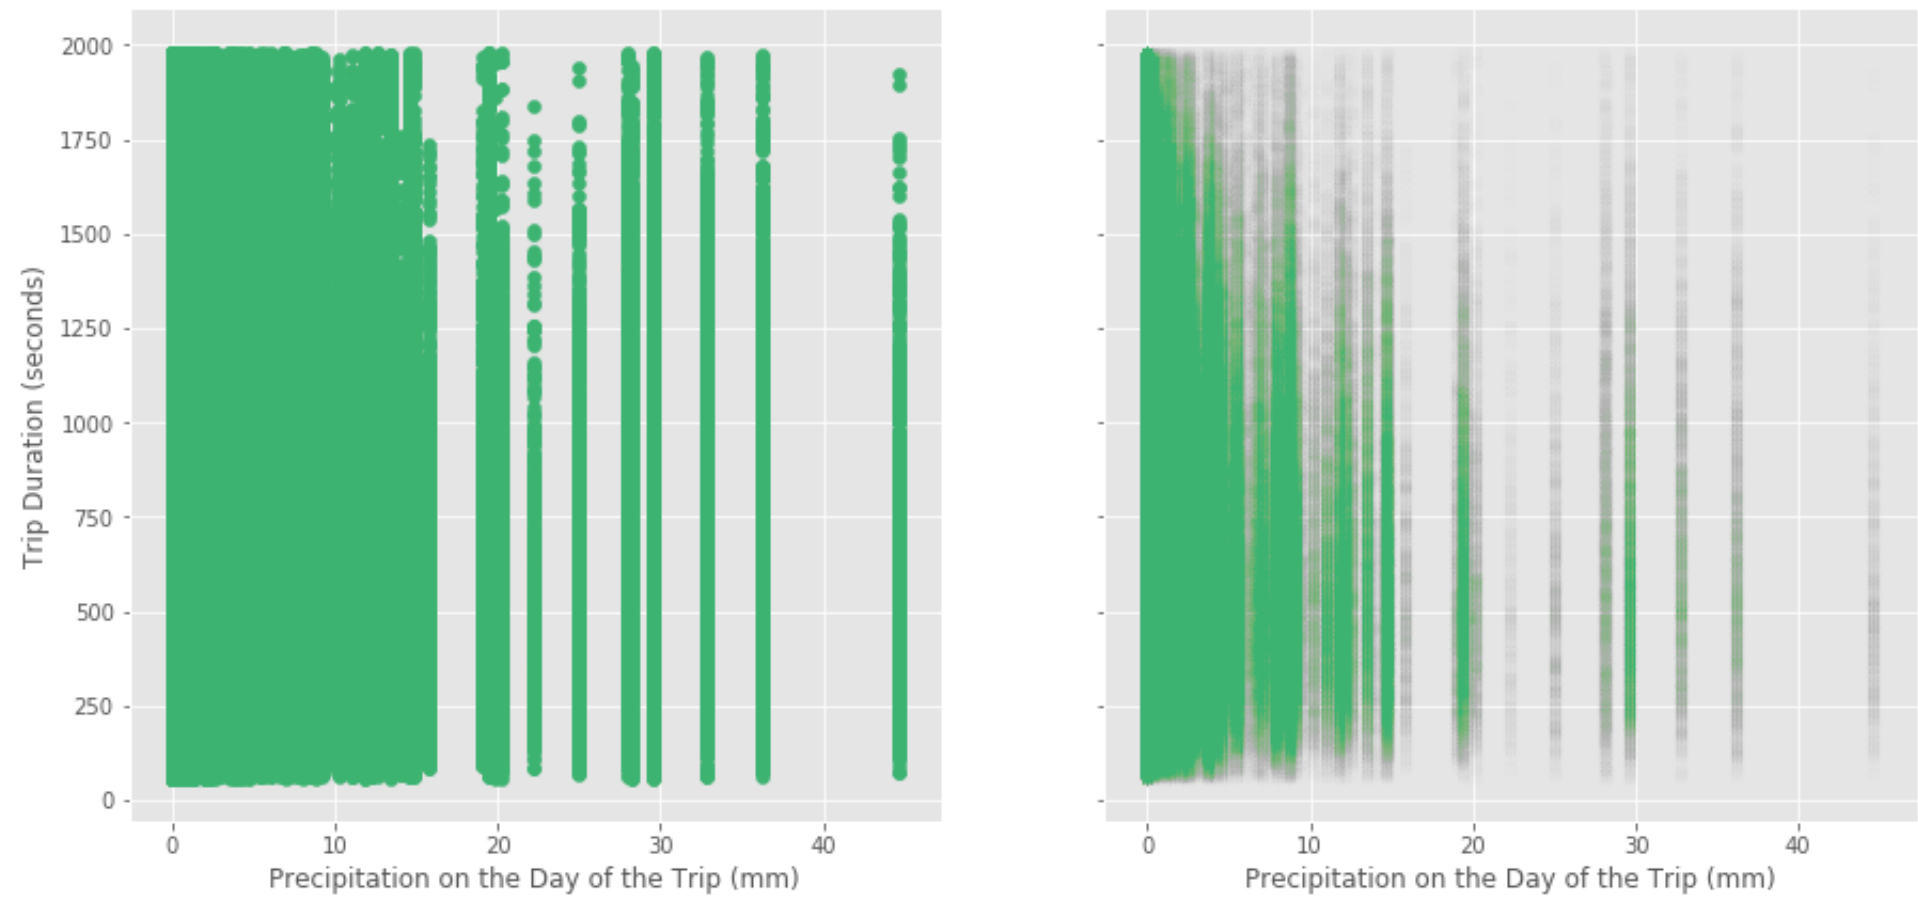 Trip Duration (seconds)
2000
1750
1500
1250
1000
750
500
250
0
0 10 20 30 40
Precipitation on the Day of the Trip (mm)
0 10 20 30 40
Precipitation on the Day of the Trip (mm)